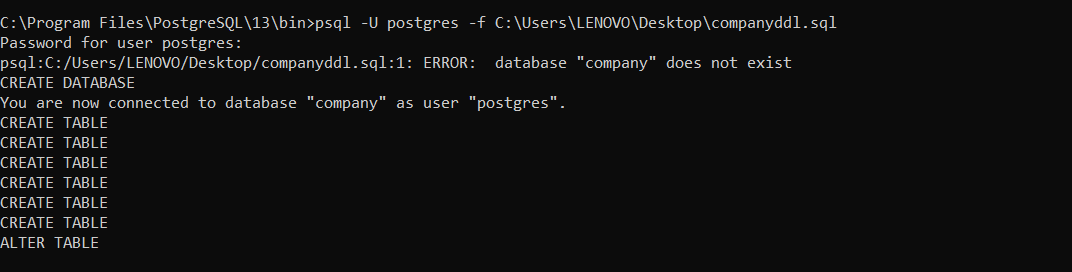 C:\Program Files\PostgreSQL\13\bin>psql -U postgres -f C:\Users\LENOVO\Desktop\companyddl.sql
Password for user postgres:
psql:C:/Users/LENOVO/Desktop/companyddl.sql:1: ERROR:  database "company" does not exist
CREATE DATABASE
You are now connected to database "company" as user "postgres".
CREATE TABLE
CREATE TABLE
CREATE TABLE
CREATE TABLE
CREATE TABLE
CREATE TABLE
ALTER TABLE